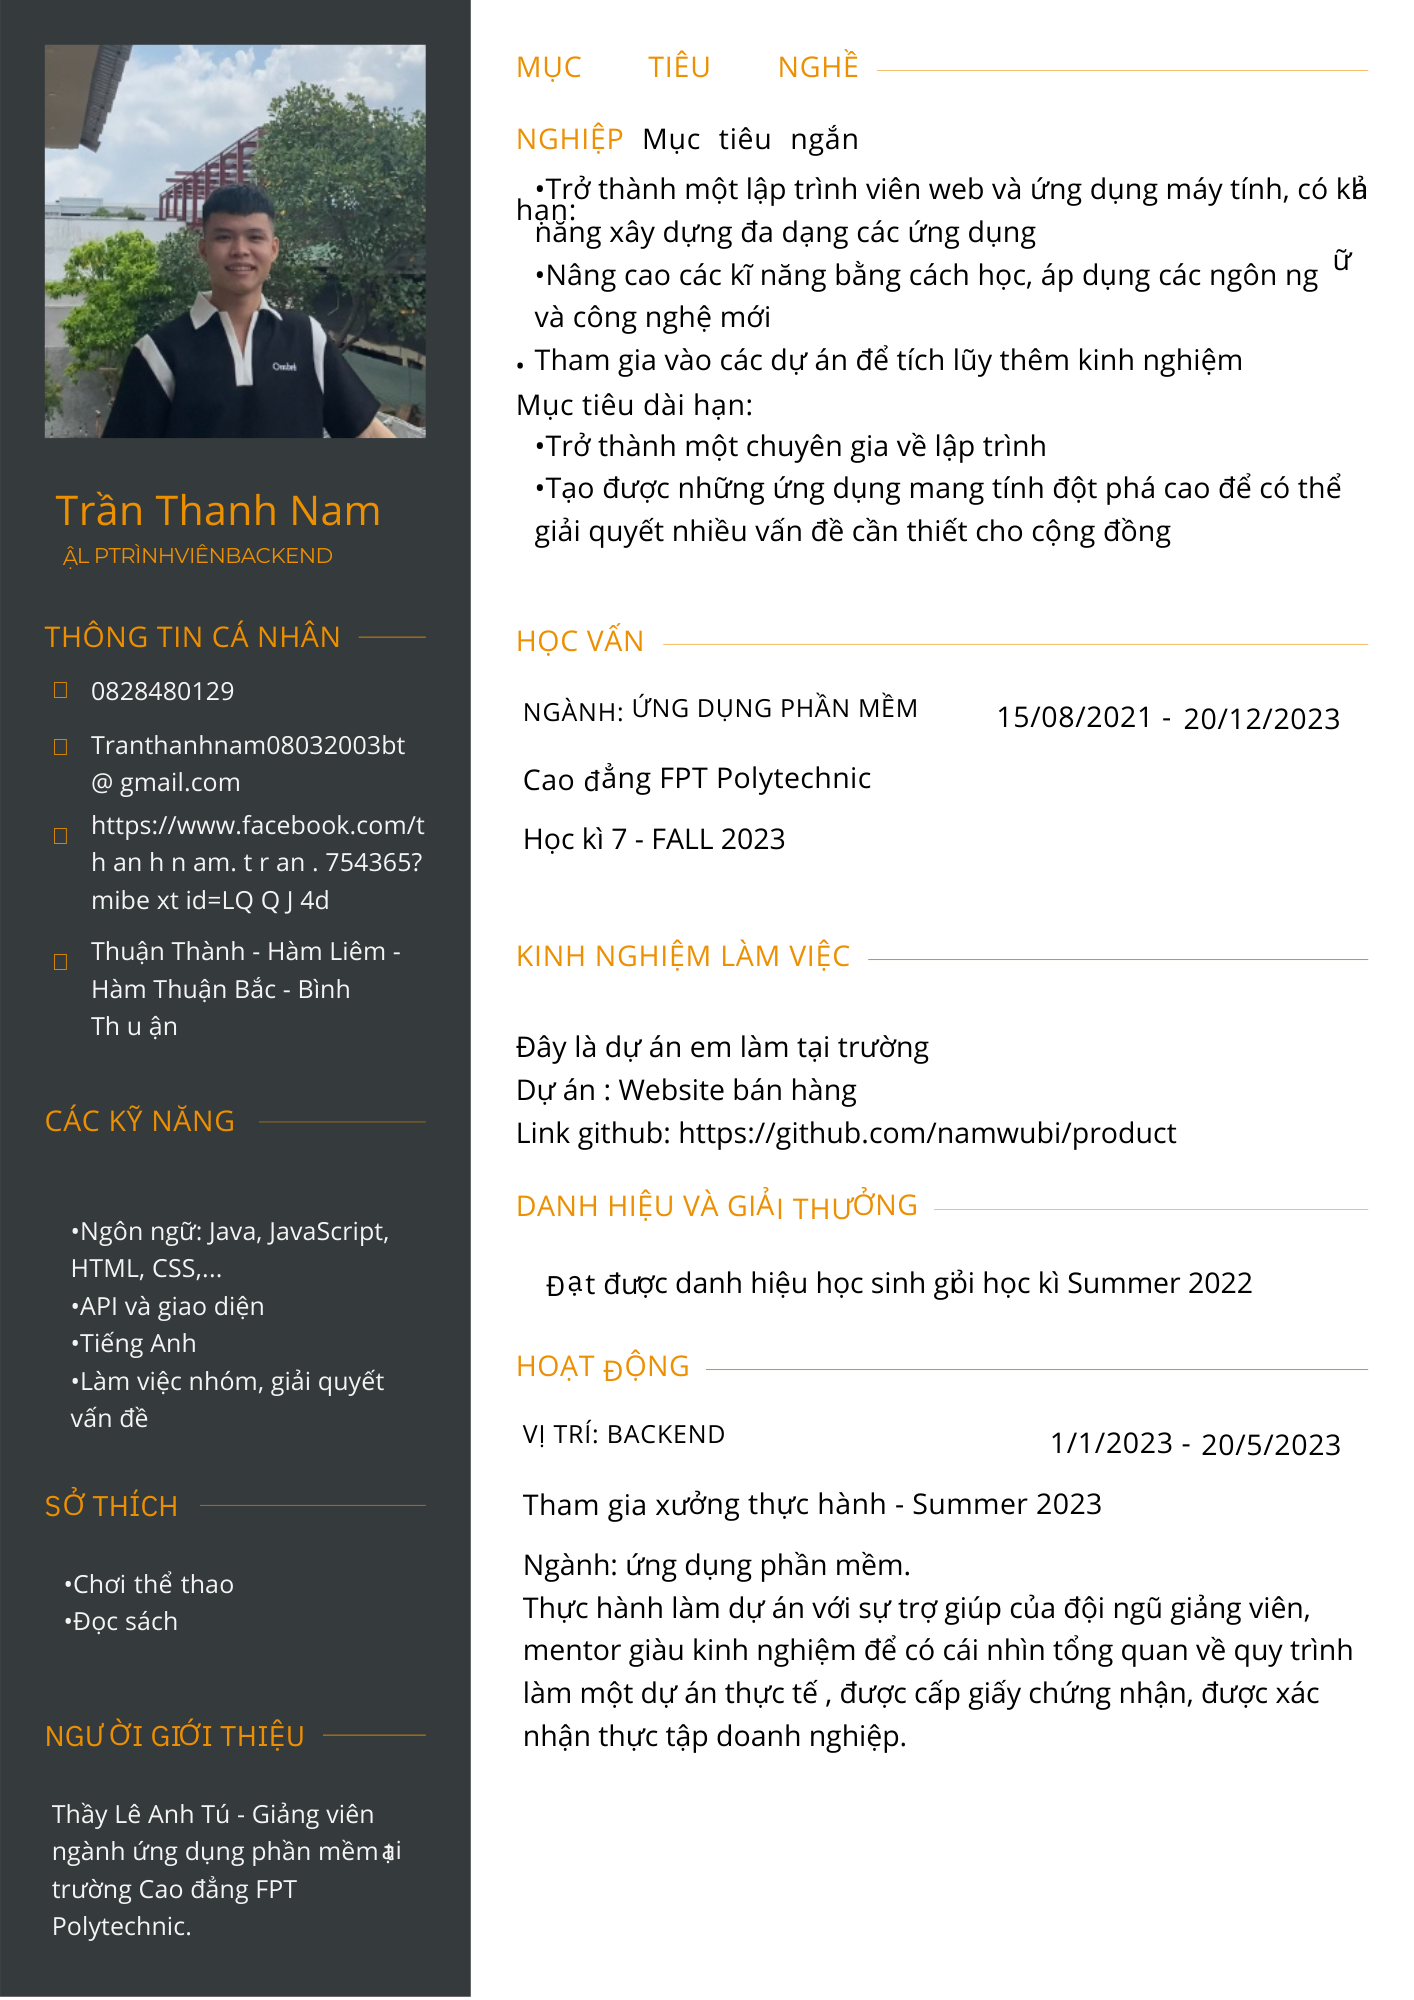 Trần Thanh Nam
ẬL PTRÌNHVIÊNBACKEND
THÔNG TIN CÁ NHÂN
0828480129
Tranthanhnam08032003bt
@ gmail.com
https://www.facebook.com/t
h an h n am. t r an . 754365?
mibe xt id=LQ Q J 4d
Thuận Thành - Hàm Liêm -
Hàm Thuận Bắc - Bình
Th u ận
CÁC KỸ NĂNG
•Ngôn ngữ: Java, JavaScript,
HTML, CSS,...
•API và giao diện
•Tiếng Anh
•Làm việc nhóm, giải quyết
vấn đề
SỞ THÍCH
•Chơi thể thao
•Đọc sách
NGƯỜI GIỚI THIỆU
Thầy Lê Anh Tú - Giảng viên
ngành ứng dụng phần mềm tại
trường Cao đẳng FPT
Polytechnic.
MỤC TIÊU NGHỀ
NGHIỆP Mục tiêu ngắn
hạn:
•Trở thành một lập trình viên web và ứng dụng máy tính, có khả
năng xây dựng đa dạng các ứng dụng
•Nâng cao các kĩ năng bằng cách học, áp dụng các ngôn ng ữ
và công nghệ mới
• Tham gia vào các dự án để tích lũy thêm kinh nghiệm
Mục tiêu dài hạn:
•Trở thành một chuyên gia về lập trình
•Tạo được những ứng dụng mang tính đột phá cao để có thể
giải quyết nhiều vấn đề cần thiết cho cộng đồng
HỌC VẤN
NGÀNH: ỨNG DỤNG PHẦN MỀM 15/08/2021 - 20/12/2023
Cao đẳng FPT Polytechnic
Học kì 7 - FALL 2023
KINH NGHIỆM LÀM VIỆC
Đây là dự án em làm tại trường
Dự án : Website bán hàng
Link github: https://github.com/namwubi/product
DANH HIỆU VÀ GIẢI THƯỞNG
Đạt được danh hiệu học sinh giỏi học kì Summer 2022
HOẠT ĐỘNG
VỊ TRÍ: BACKEND 1/1/2023 - 20/5/2023
Tham gia xưởng thực hành - Summer 2023
Ngành: ứng dụng phần mềm.
Thực hành làm dự án với sự trợ giúp của đội ngũ giảng viên,
mentor giàu kinh nghiệm để có cái nhìn tổng quan về quy trình
làm một dự án thực tế , được cấp giấy chứng nhận, được xác
nhận thực tập doanh nghiệp.